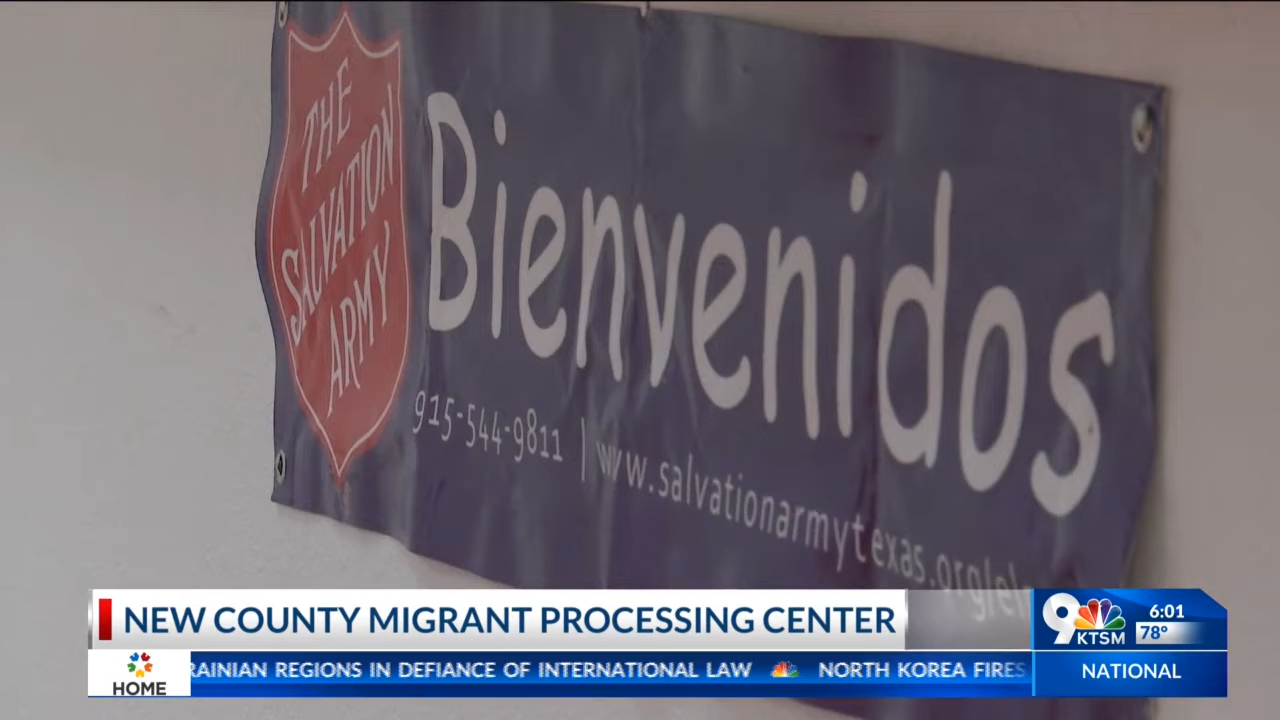 THE
SALVATION
ARMY
Bienvenidos
915-544-9811 | www.salvationarmytexas.org/el
NEW COUNTY MIGRANT PROCESSING CENTER
9 KTSM
6:01
78°
HOME
RAINIAN REGIONS IN DEFIANCE OF INTERNATIONAL LAW NORTH KOREA FIRES
NATIONAL